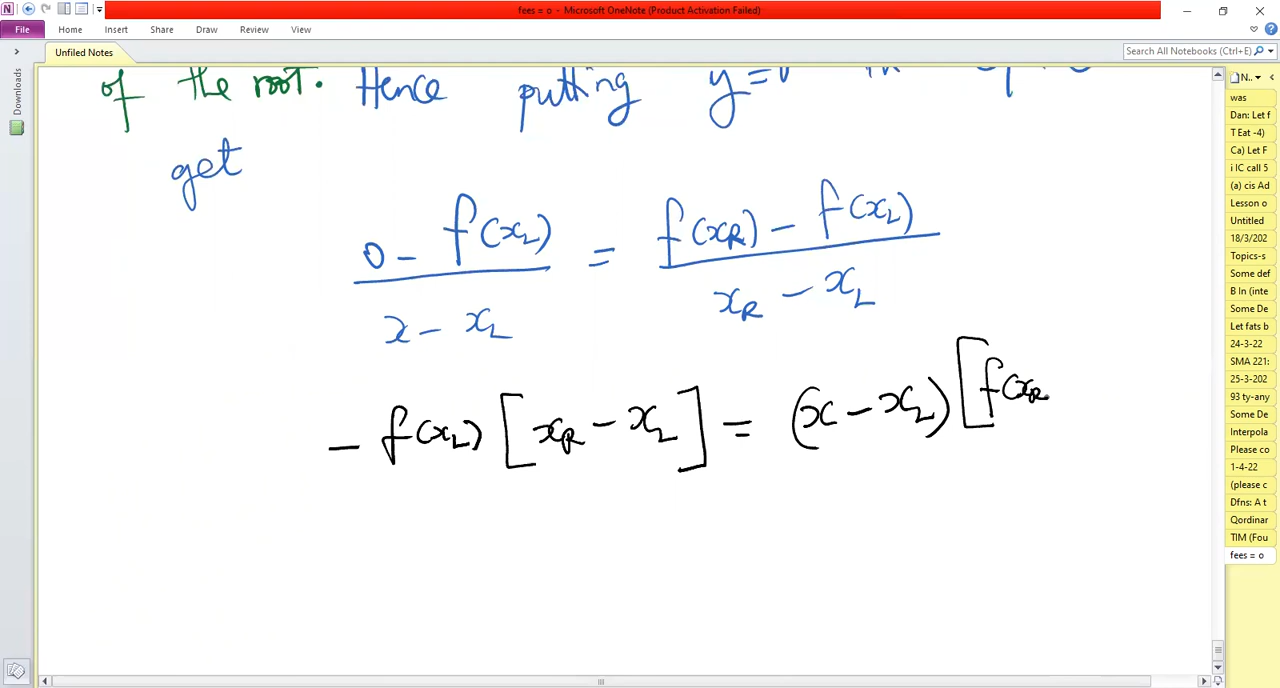 fees = o - Microsoft OneNote (Product Activation Failed)
File Home Insert Share Draw Review View
Unfiled Notes
Search All Notebooks (Ctrl+E)
Downloads
of the root. Hence putting y=0 in
get
0 - f(x_L) / x - x_L = f(x_R) - f(x_L) / x_R - x_L
- f(x_L) [x_R - x_L] = (x - x_L) [f(x_R
N..
was
Dan: Let f
T Eat -4)
Ca) Let F
i IC call 5
(a) cis Ad
Lesson o
Untitled
18/3/202
Topics-s
Some def
B In (inte
Some De
Let fats b
24-3-22
SMA 221:
25-3-202
93 ty-any
Some De
Interpola
Please co
1-4-22
(please c
Dfns: A t
Qordinar
TIM (Fou
fees = o